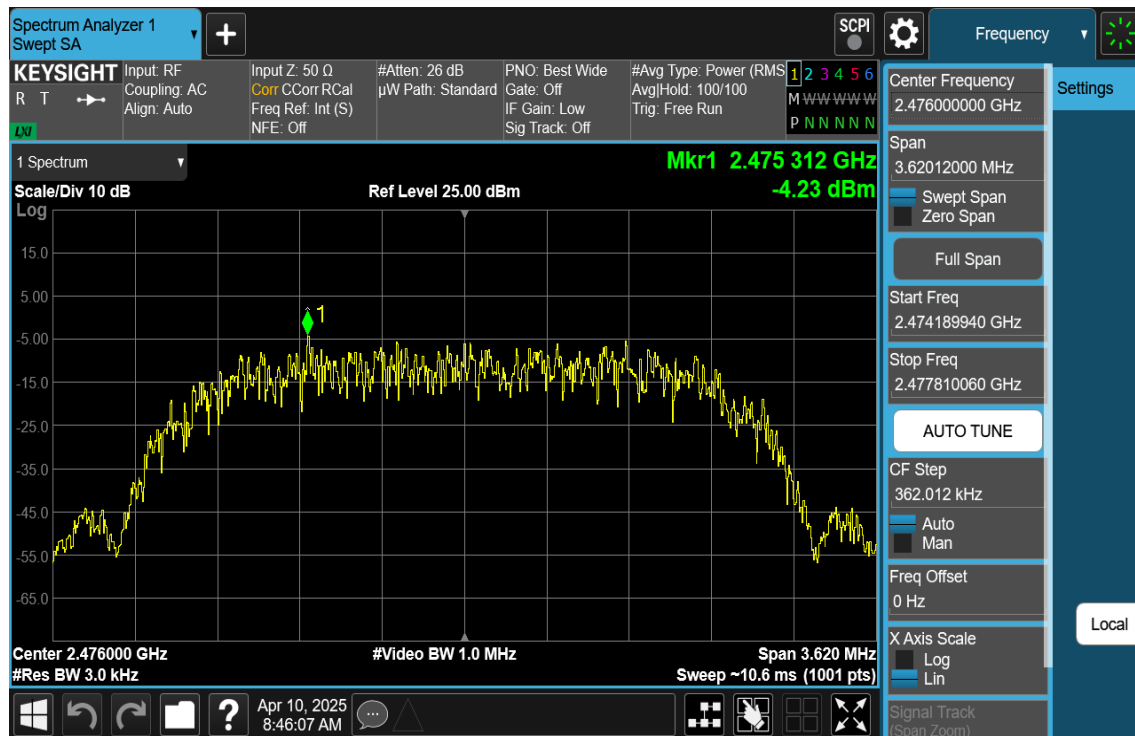 Spectrum Analyzer 1
Swept SA
+
SCPI
Frequency
KEYSIGHT
R T
LXI
Input: RF
Coupling: AC
Align: Auto
Input Z: 50 Ω
Corr CCorr RCal
Freq Ref: Int (S)
NFE: Off
#Atten: 26 dB
µW Path: Standard
PNO: Best Wide
Gate: Off
IF Gain: Low
Sig Track: Off
#Avg Type: Power (RMS
Avg|Hold: 100/100
Trig: Free Run
1 2 3 4 5 6
M W W W W W
P N N N N N
1 Spectrum
Mkr1 2.475 312 GHz
-4.23 dBm
Scale/Div 10 dB
Ref Level 25.00 dBm
Log
15.0
5.00
-5.00
-15.0
-25.0
-35.0
-45.0
-55.0
-65.0
1
Center 2.476000 GHz
#Video BW 1.0 MHz
Span 3.620 MHz
#Res BW 3.0 kHz
Sweep ~10.6 ms (1001 pts)
?
Apr 10, 2025
8:46:07 AM
Center Frequency
2.476000000 GHz
Span
3.62012000 MHz
Swept Span
Zero Span
Full Span
Start Freq
2.474189940 GHz
Stop Freq
2.477810060 GHz
AUTO TUNE
CF Step
362.012 kHz
Auto
Man
Freq Offset
0 Hz
X Axis Scale
Log
Lin
Signal Track
(Span Zoom)
Settings
Local